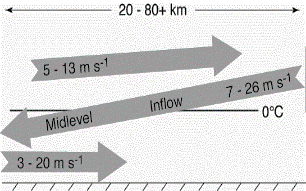 20 - 80+ km
5 - 13 m s⁻¹
7 - 26 m s⁻¹
Midlevel Inflow
0°C
3 - 20 m s⁻¹